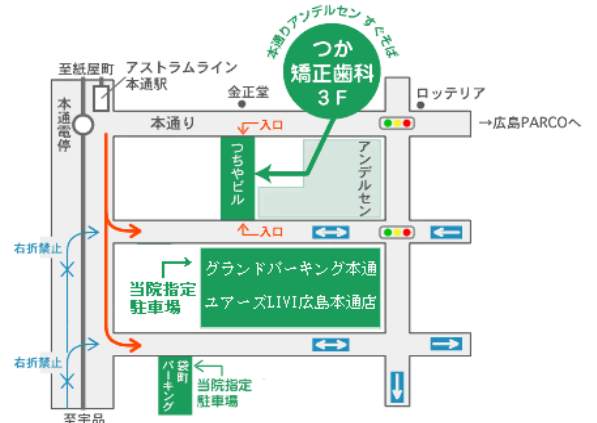 本通りアンデルセン すぐそば
つか
矯正歯科
3F
至紙屋町
アストラムライン
本通駅
金正堂
ロッテリア
本通電停
本通り
入口
→広島PARCOへ
つちやビル
アンデルセン
入口
右折禁止
グランドパーキング本通
ユアーズLIVI広島本通店
当院指定
駐車場
右折禁止
袋町
パーキング
当院指定
駐車場
至宇品